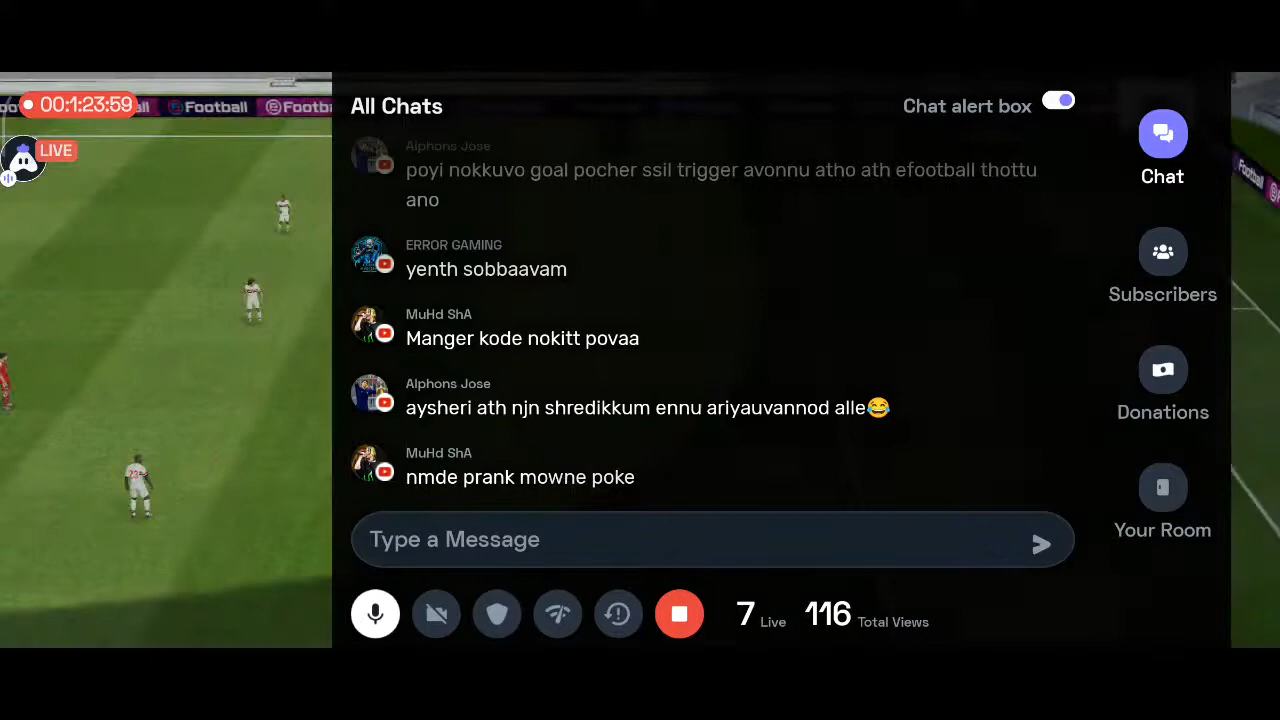 00:1:23:59
LIVE
Football
Footb
Football
All Chats
Chat alert box
Alphons Jose
poyi nokkuvo goal pocher ssil trigger avonnu atho ath efootball thottu
ano
ERROR GAMING
yenth sobbaavam
MuHd ShA
Manger kode nokitt povaa
Alphons Jose
aysheri ath njn shredikkum ennu ariyauvannod alle😂
MuHd ShA
nmde prank mowne poke
Type a Message
7 Live 116 Total Views
Chat
Subscribers
Donations
Your Room
23